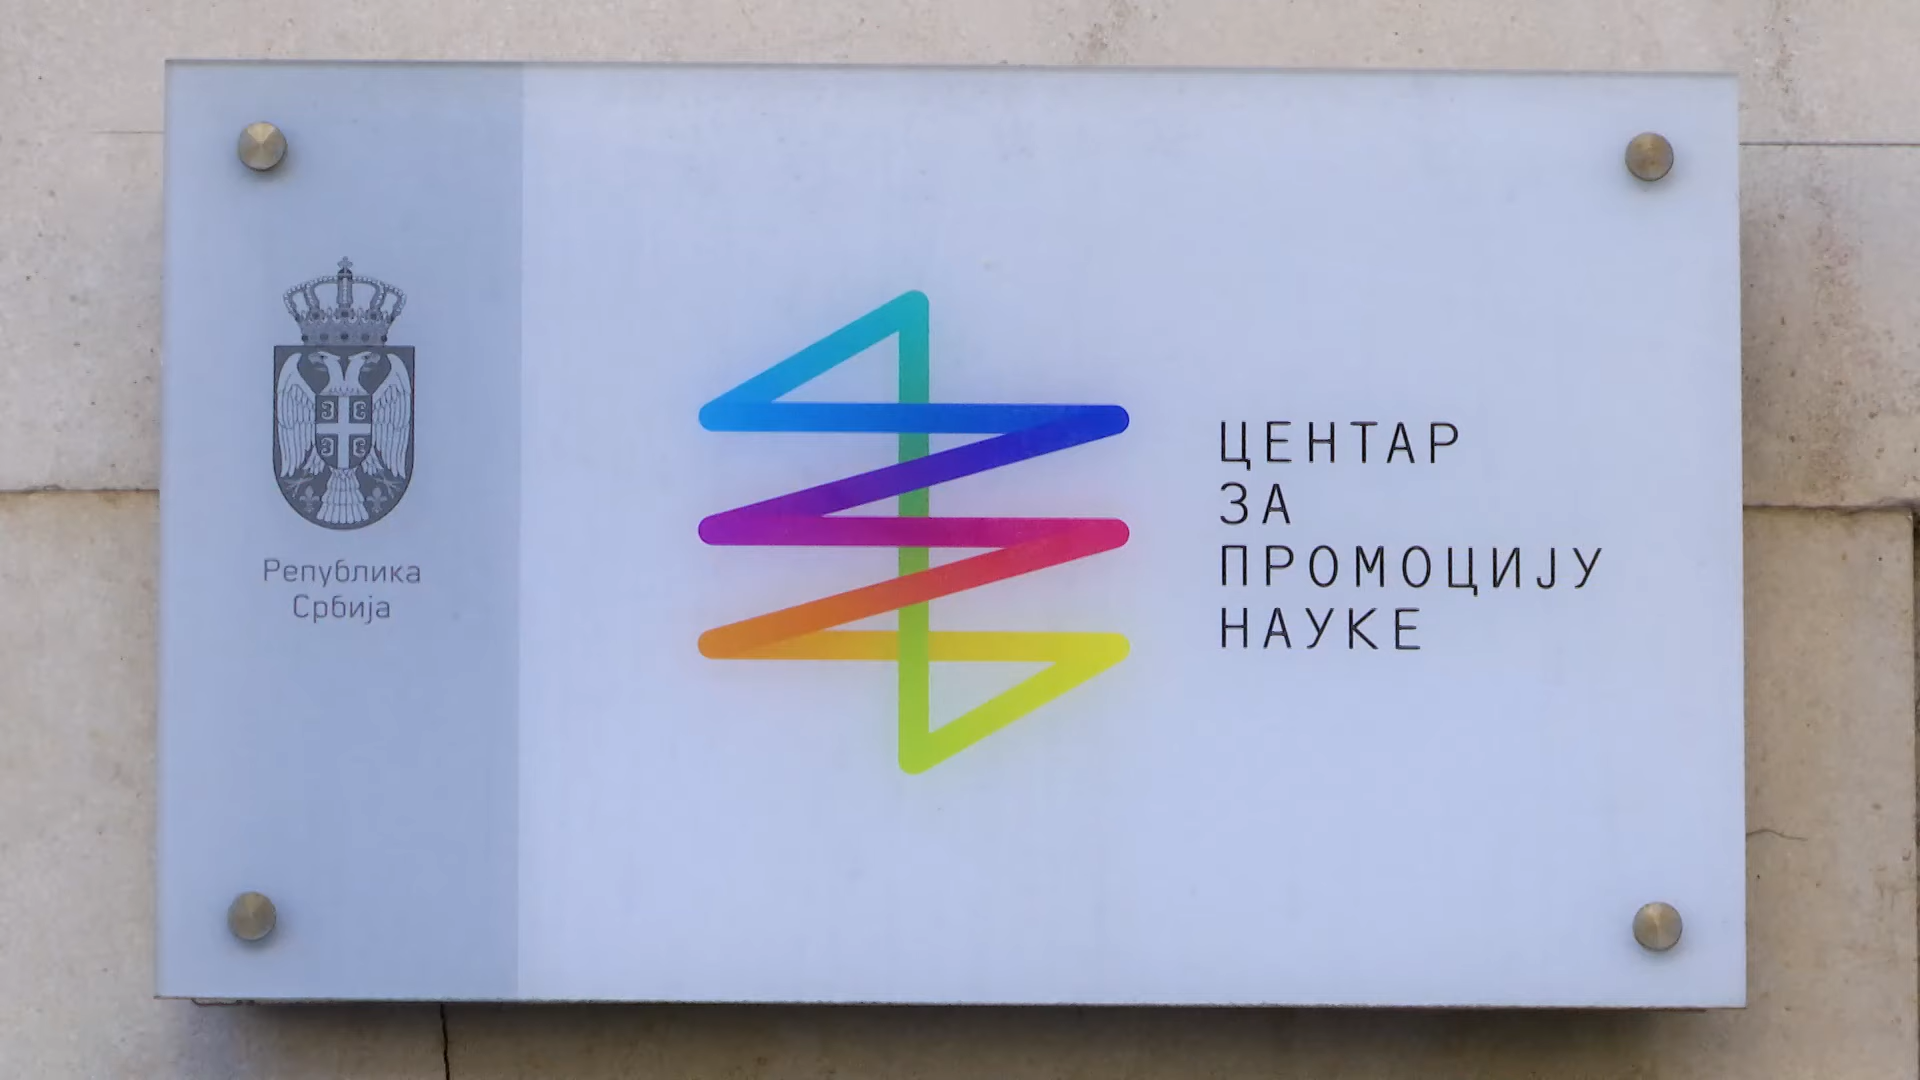 Република
Србија
ЦЕНТАР
ЗА
ПРОМОЦИЈУ
НАУКЕ